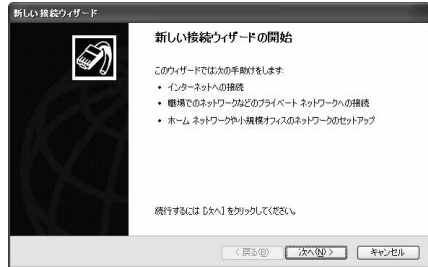 新しい接続ウィザード
新しい接続ウィザードの開始
このウィザードでは次の手助けをします:
• インターネットへの接続
• 職場でのネットワークなどのプライベート ネットワークへの接続
• ホーム ネットワークや小規模オフィスのネットワークのセットアップ
続行するには [次へ] をクリックしてください。
< 戻る(B)
次へ(N) >
キャンセル